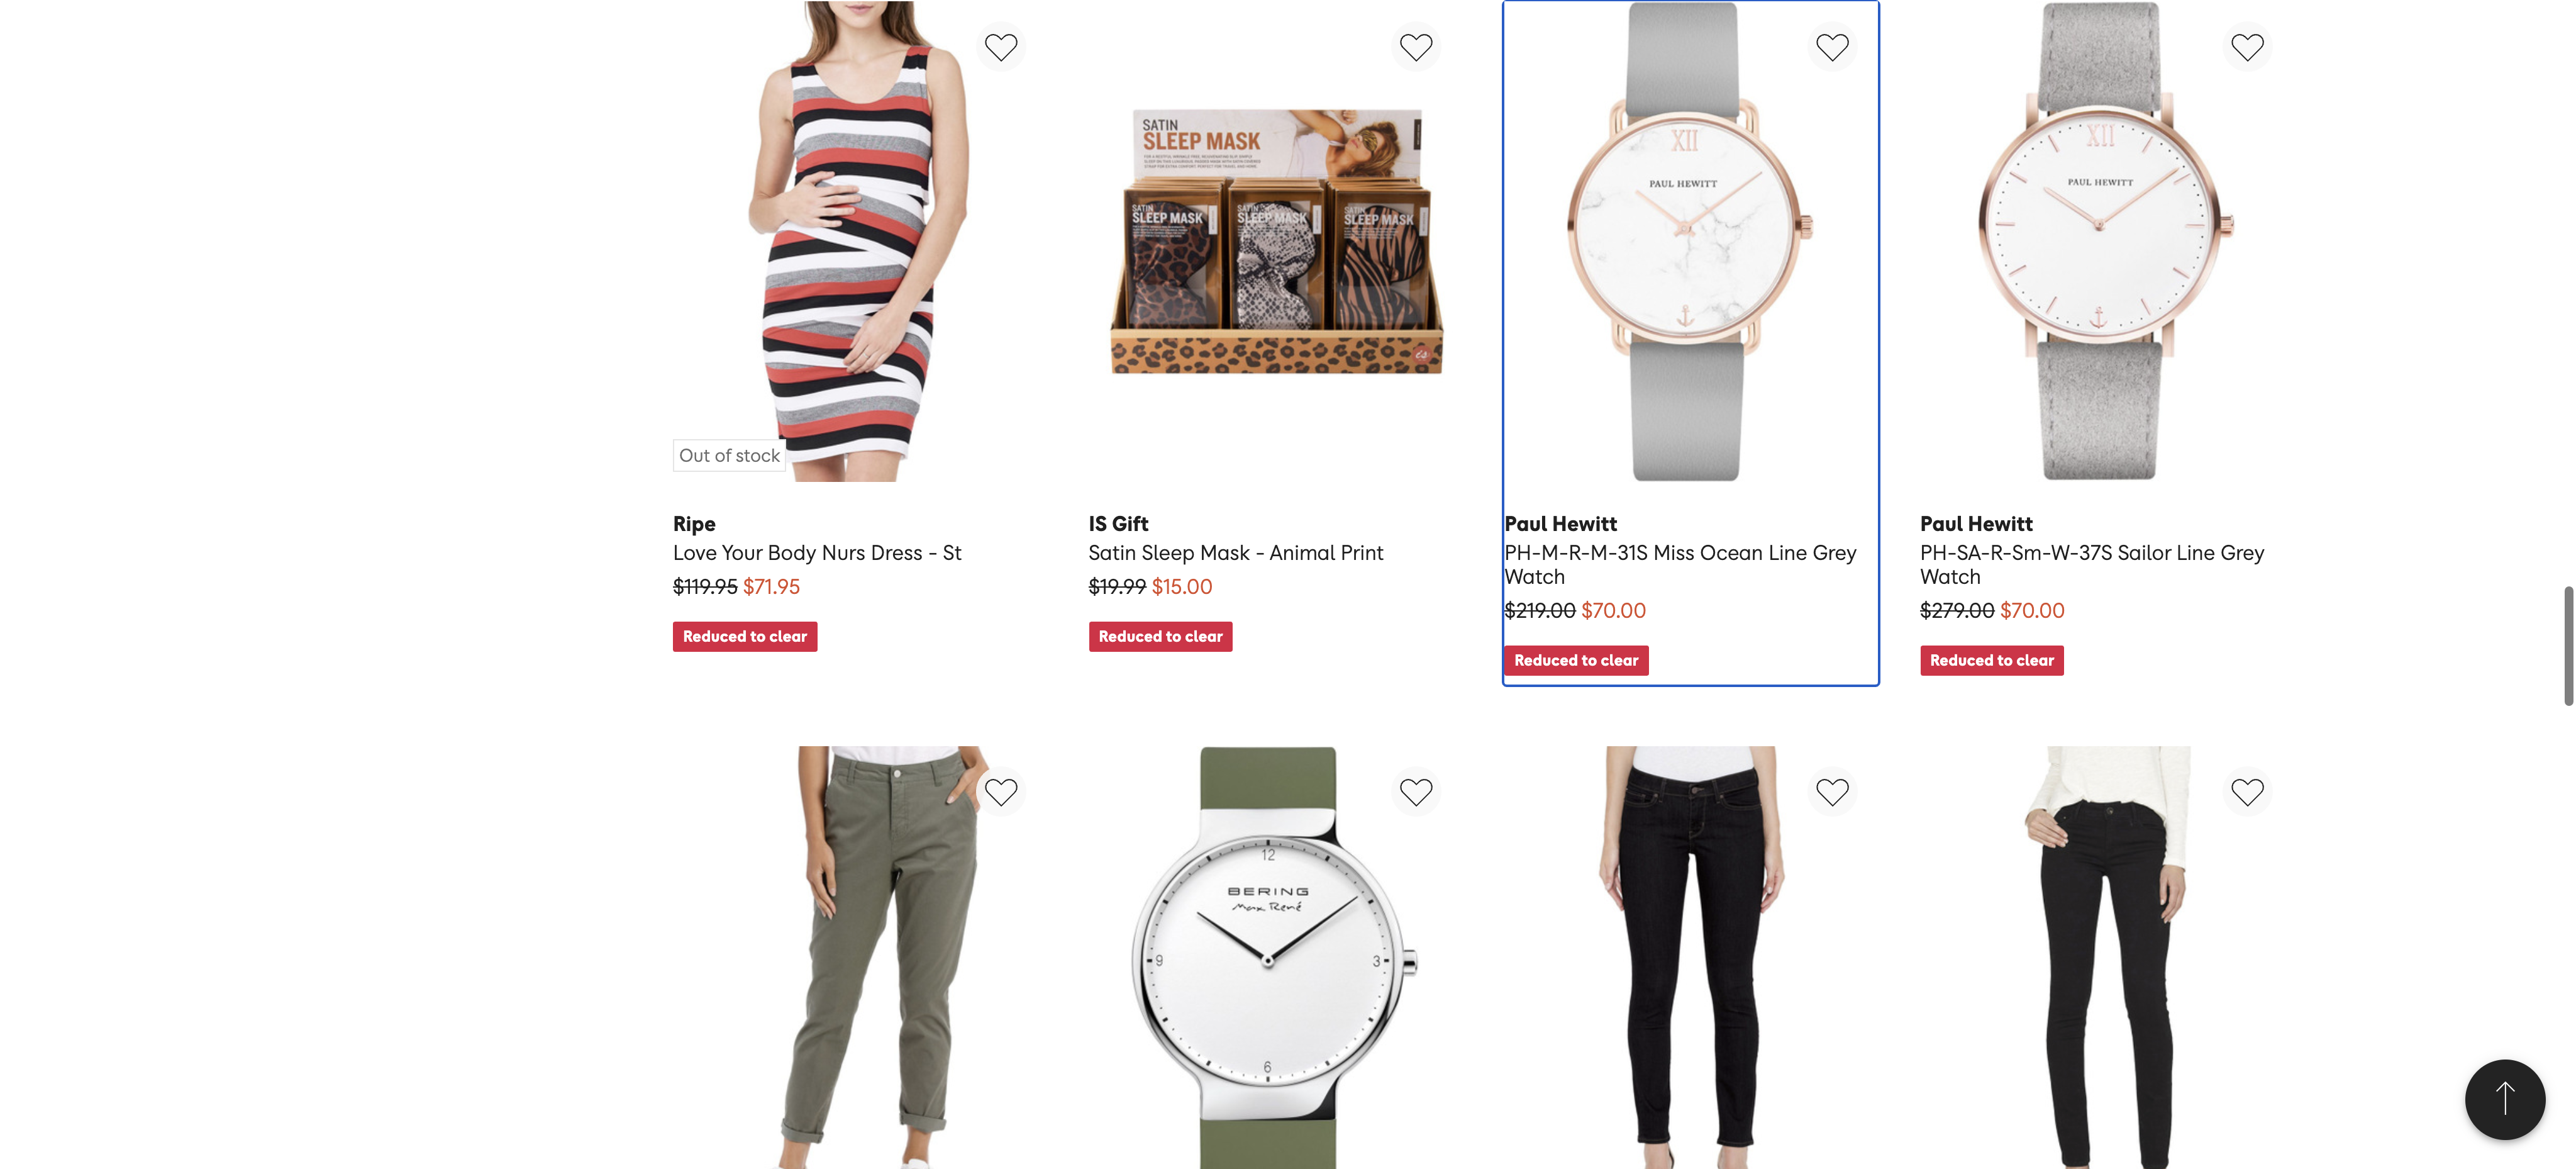 SATIN
SLEEP MASK
SATIN
SLEEP MASK
SATIN
SLEEP MASK
SATIN
SLEEP MASK
is
XII
PAUL HEWITT
XII
PAUL HEWITT
Out of stock
Ripe
Love Your Body Nurs Dress - St
$119.95 $71.95
Reduced to clear
IS Gift
Satin Sleep Mask - Animal Print
$19.99 $15.00
Reduced to clear
Paul Hewitt
PH-M-R-M-31S Miss Ocean Line Grey
Watch
$219.00 $70.00
Reduced to clear
Paul Hewitt
PH-SA-R-Sm-W-37S Sailor Line Grey
Watch
$279.00 $70.00
Reduced to clear
12
BERING
Max René
9
3
6